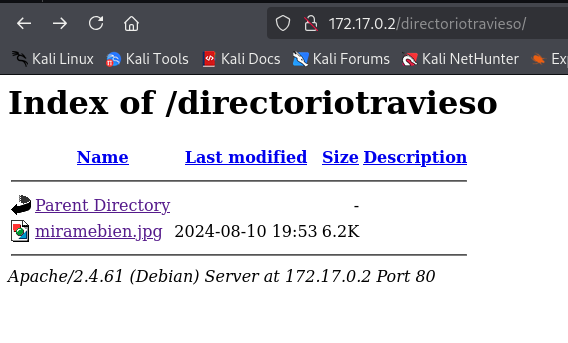 172.17.0.2/directoriotravieso/
Kali Linux Kali Tools Kali Docs Kali Forums Kali NetHunter Ex
Index of /directoriotravieso
Name Last modified Size Description
Parent Directory -
miramebien.jpg 2024-08-10 19:53 6.2K
Apache/2.4.61 (Debian) Server at 172.17.0.2 Port 80